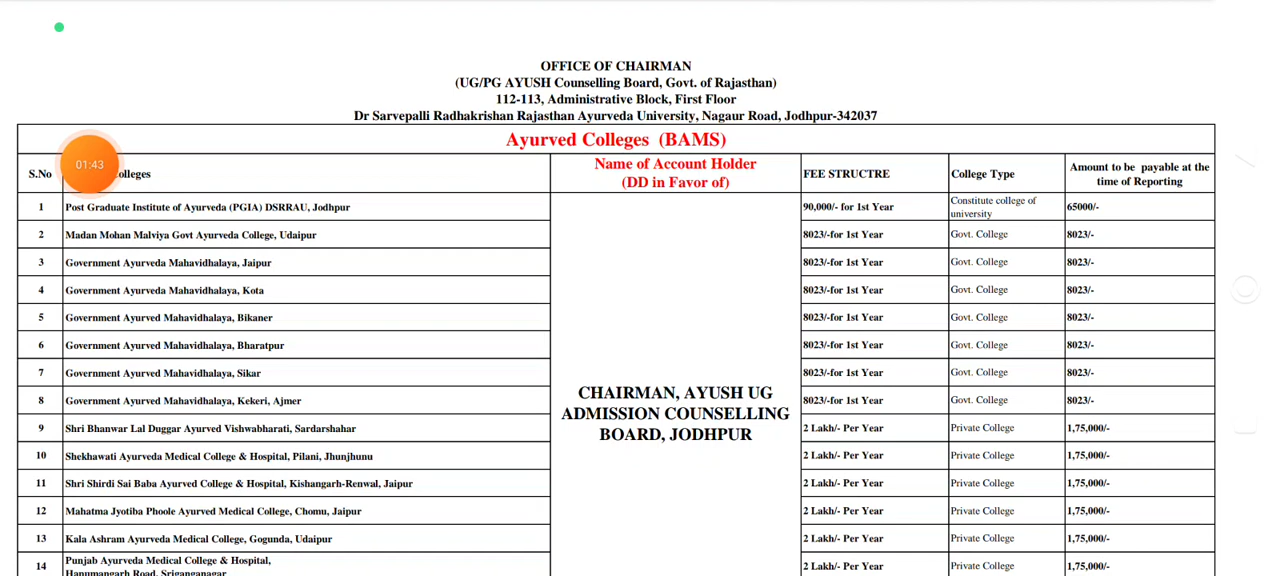 OFFICE OF CHAIRMAN
(UG/PG AYUSH Counselling Board, Govt. of Rajasthan)
112-113, Administrative Block, First Floor
Dr Sarvepalli Radhakrishan Rajasthan Ayurveda University, Nagaur Road, Jodhpur-342037
Ayurved Colleges (BAMS)
S.No 01:43 olleges Name of Account Holder (DD in Favor of) FEE STRUCTRE College Type Amount to be payable at the time of Reporting
1 Post Graduate Institute of Ayurveda (PGIA) DSRRAU, Jodhpur 90,000/- for 1st Year Constitute college of university 65000/-
2 Madan Mohan Malviya Govt Ayurveda College, Udaipur 8023/-for 1st Year Govt. College 8023/-
3 Government Ayurveda Mahavidhalaya, Jaipur 8023/-for 1st Year Govt. College 8023/-
4 Government Ayurveda Mahavidhalaya, Kota 8023/-for 1st Year Govt. College 8023/-
5 Government Ayurved Mahavidhalaya, Bikaner 8023/-for 1st Year Govt. College 8023/-
6 Government Ayurved Mahavidhalaya, Bharatpur 8023/-for 1st Year Govt. College 8023/-
7 Government Ayurved Mahavidhalaya, Sikar 8023/-for 1st Year Govt. College 8023/-
8 Government Ayurved Mahavidhalaya, Kekeri, Ajmer 8023/-for 1st Year Govt. College 8023/-
CHAIRMAN, AYUSH UG
ADMISSION COUNSELLING
BOARD, JODHPUR
9 Shri Bhanwar Lal Duggar Ayurved Vishwabharati, Sardarshahar 2 Lakh/- Per Year Private College 1,75,000/-
10 Shekhawati Ayurveda Medical College & Hospital, Pilani, Jhunjhunu 2 Lakh/- Per Year Private College 1,75,000/-
11 Shri Shirdi Sai Baba Ayurved College & Hospital, Kishangarh-Renwal, Jaipur 2 Lakh/- Per Year Private College 1,75,000/-
12 Mahatma Jyotiba Phoole Ayurved Medical College, Chomu, Jaipur 2 Lakh/- Per Year Private College 1,75,000/-
13 Kala Ashram Ayurveda Medical College, Gogunda, Udaipur 2 Lakh/- Per Year Private College 1,75,000/-
14 Punjab Ayurveda Medical College & Hospital, 2 Lakh/- Per Year Private College 1,75,000/-
Hanumangarh Road, Sriganganagar